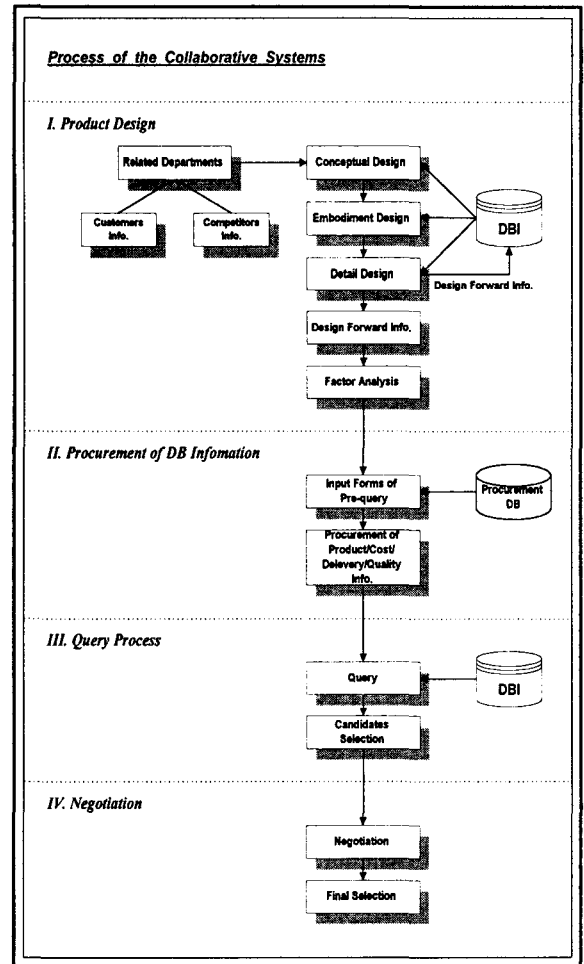 Process of the Collaborative Systems
I. Product Design
Related Departments
Conceptual Design
Customers
Info.
Competitors
Info.
Embodiment Design
DBI
Detail Design
Design Forward Info.
Design Forward Info.
Factor Analysis
II. Procurement of DB Infomation
Input Forms of
Pre-query
Procurement
DB
Procurement of
Product/Cost/
Delevery/Quality
Info.
III. Query Process
Query
DBI
Candidates
Selection
IV. Negotiation
Negotiation
Final Selection